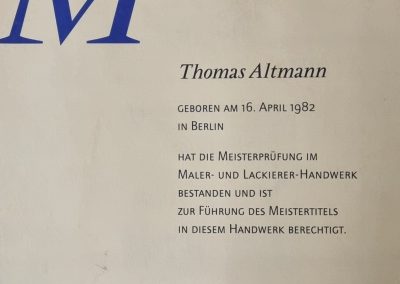 M
Thomas Altmann
GEBOREN AM 16. APRIL 1982
IN BERLIN
HAT DIE MEISTERPRÜFUNG IM
MALER- UND LACKIERER-HANDWERK
BESTANDEN UND IST
ZUR FÜHRUNG DES MEISTERTITELS
IN DIESEM HANDWERK BERECHTIGT.